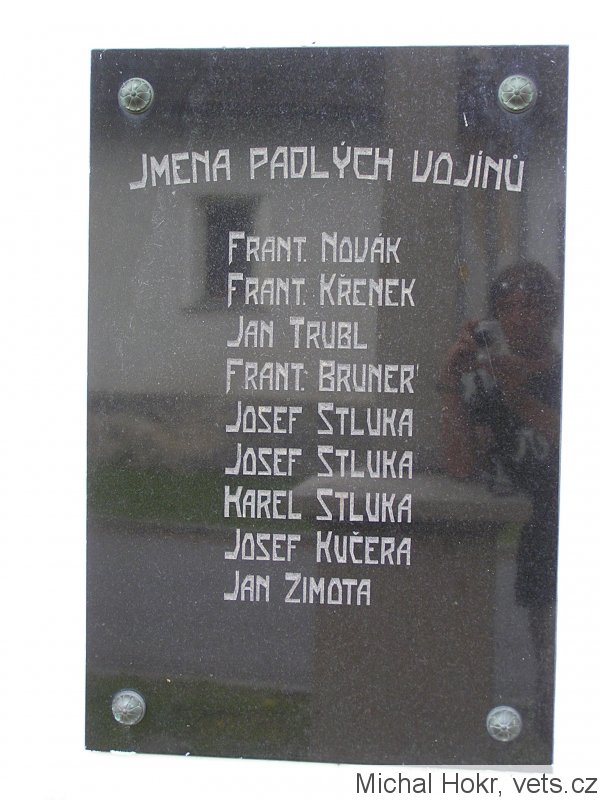 JMENA PADLÝCH VOJÍNŮ
FRANT. NOVÁK
FRANT. KŘENEK
JAN TRUBL
FRANT. BRUNER
JOSEF STLUKA
JOSEF STLUKA
KAREL STLUKA
JOSEF KUČERA
JAN ZIMOTA
Michal Hokr, vets.cz